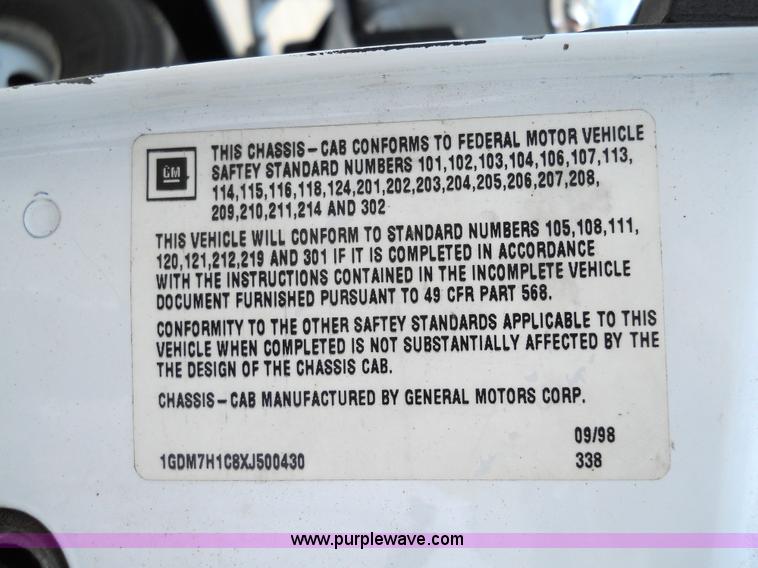 GM
THIS CHASSIS-CAB CONFORMS TO FEDERAL MOTOR VEHICLE
SAFTEY STANDARD NUMBERS 101,102,103,104,106,107,113,
114,115,116,118,124,201,202,203,204,205,206,207,208,
209,210,211,214 AND 302
THIS VEHICLE WILL CONFORM TO STANDARD NUMBERS 105,108,111,
120,121,212,219 AND 301 IF IT IS COMPLETED IN ACCORDANCE
WITH THE INSTRUCTIONS CONTAINED IN THE INCOMPLETE VEHICLE
DOCUMENT FURNISHED PURSUANT TO 49 CFR PART 568.
CONFORMITY TO THE OTHER SAFTEY STANDARDS APPLICABLE TO THIS
VEHICLE WHEN COMPLETED IS NOT SUBSTANTIALLY AFFECTED BY THE
THE DESIGN OF THE CHASSIS CAB.
CHASSIS-CAB MANUFACTURED BY GENERAL MOTORS CORP.
09/98
1GDM7H1C8XJ500430 338
www.purplewave.com